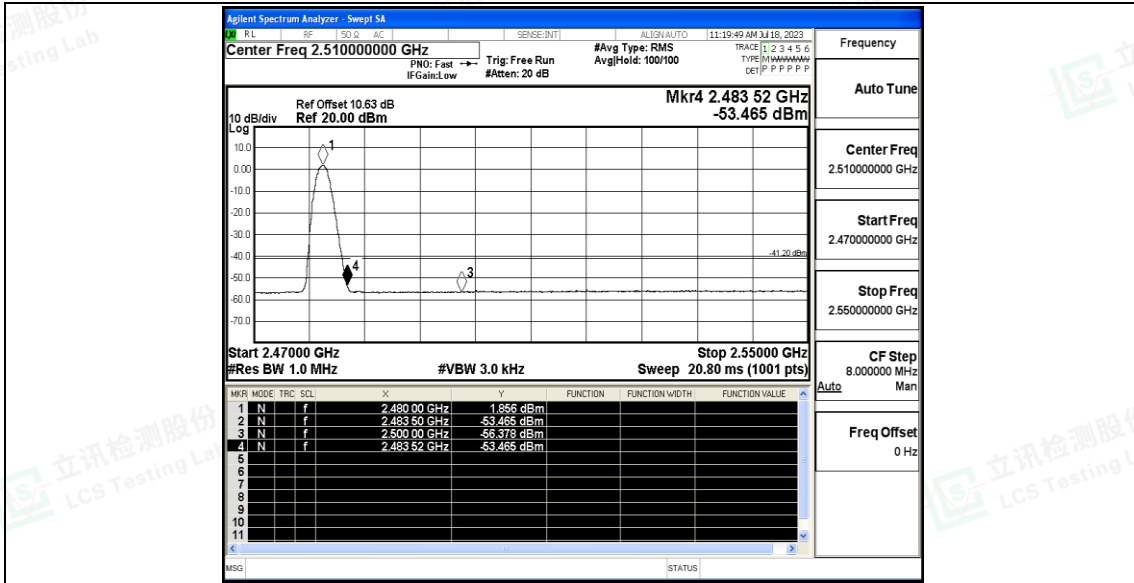 Agilent Spectrum Analyzer - Swept SA
RL RF 50 Ω AC SENSE:INT ALIGN AUTO 11:19:49 AM Jul 18, 2023
Center Freq 2.510000000 GHz
PNO: Fast
IFGain:Low
Trig: Free Run
#Atten: 20 dB
#Avg Type: RMS
Avg|Hold: 100/100
TRACE 1 2 3 4 5 6
TYPE M WWWWW
DET P P P P P P
Frequency
Auto Tune
Center Freq
2.510000000 GHz
Start Freq
2.470000000 GHz
Stop Freq
2.550000000 GHz
CF Step
8.000000 MHz
Auto Man
Freq Offset
0 Hz
Mkr4 2.483 52 GHz
-53.465 dBm
Ref Offset 10.63 dB
10 dB/div Ref 20.00 dBm
Log
10.0
0.00
-10.0
-20.0
-30.0
-40.0
-50.0
-60.0
-70.0
1
4
3
-41.20 dBm
Start 2.47000 GHz Stop 2.55000 GHz
#Res BW 1.0 MHz #VBW 3.0 kHz Sweep 20.80 ms (1001 pts)
MKR MODE TRC SCL X Y FUNCTION FUNCTION WIDTH FUNCTION VALUE
1 N f 2.480 00 GHz 1.856 dBm
2 N f 2.483 50 GHz -53.465 dBm
3 N f 2.500 00 GHz -56.378 dBm
4 N f 2.483 52 GHz -53.465 dBm
5
6
7
8
9
10
11
MSG STATUS
立讯检测股份
LCS Testing Lab
立讯检测股份
LCS Testing L